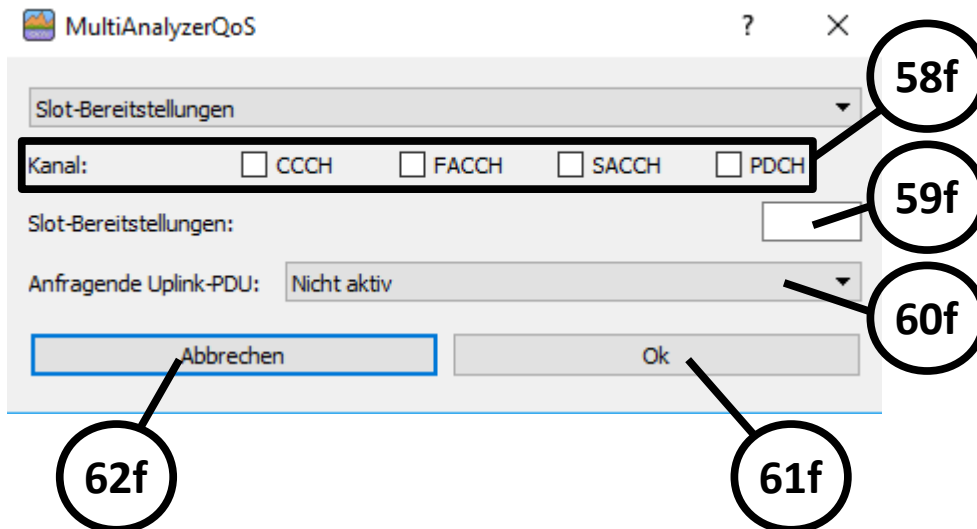 MultiAnalyzerQoS ?
58f
Slot-Bereitstellungen
Kanal: CCCH FACCH SACCH PDCH
59f
Slot-Bereitstellungen:
Anfragende Uplink-PDU: Nicht aktiv
60f
Abbrechen Ok
62f 61f